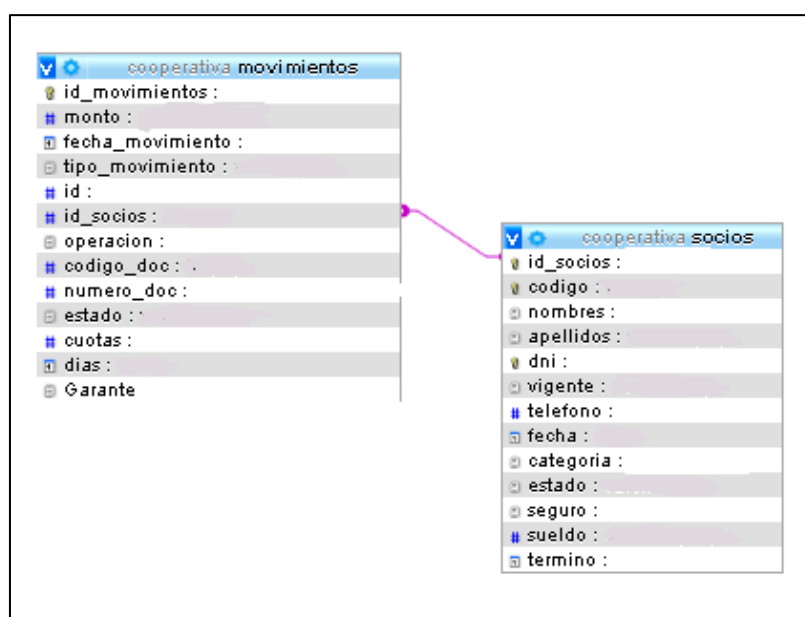 cooperativa movimientos
id_movimientos :
monto :
fecha_movimiento :
tipo_movimiento :
id :
id_socios :
operacion :
codigo_doc :
numero_doc :
estado :
cuotas :
dias :
Garante
cooperativa socios
id_socios :
codigo :
nombres :
apellidos :
dni :
vigente :
telefono :
fecha :
categoria :
estado :
seguro :
sueldo :
termino :